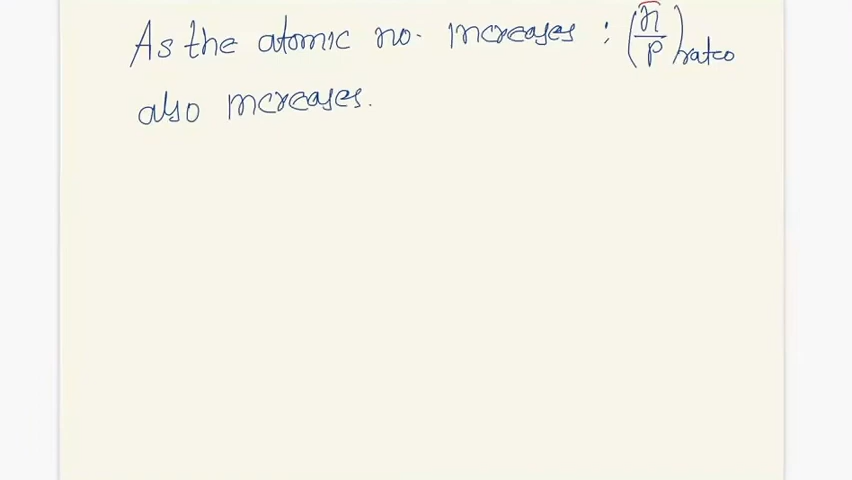 As the atomic no. increases : (n/p) ratio
also increases.